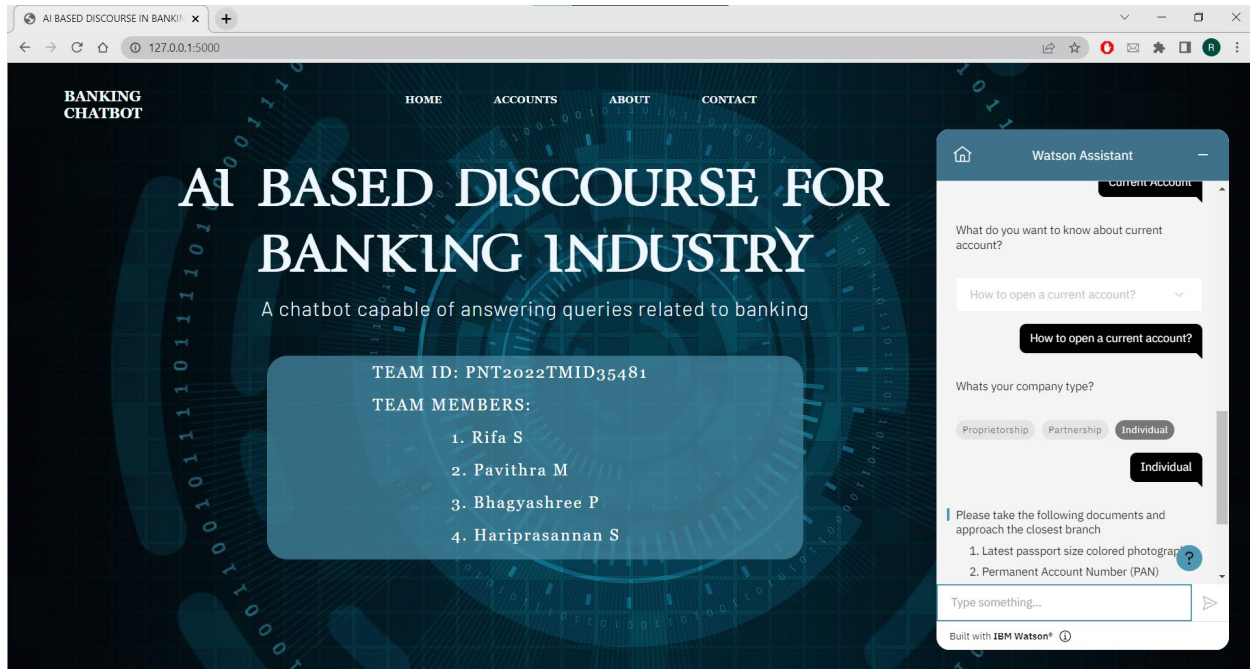 AI BASED DISCOURSE IN BANKIN
127.0.0.1:5000
R
BANKING
CHATBOT
HOME ACCOUNTS ABOUT CONTACT
AI BASED DISCOURSE FOR
BANKING INDUSTRY
A chatbot capable of answering queries related to banking
TEAM ID: PNT2022TMID35481
TEAM MEMBERS:
1. Rifa S
2. Pavithra M
3. Bhagyashree P
4. Hariprasannan S
Watson Assistant
Current Account
What do you want to know about current
account?
How to open a current account?
How to open a current account?
Whats your company type?
Proprietorship Partnership Individual
Individual
Please take the following documents and
approach the closest branch
1. Latest passport size colored photograp
?
2. Permanent Account Number (PAN)
Type something...
Built with IBM Watson®